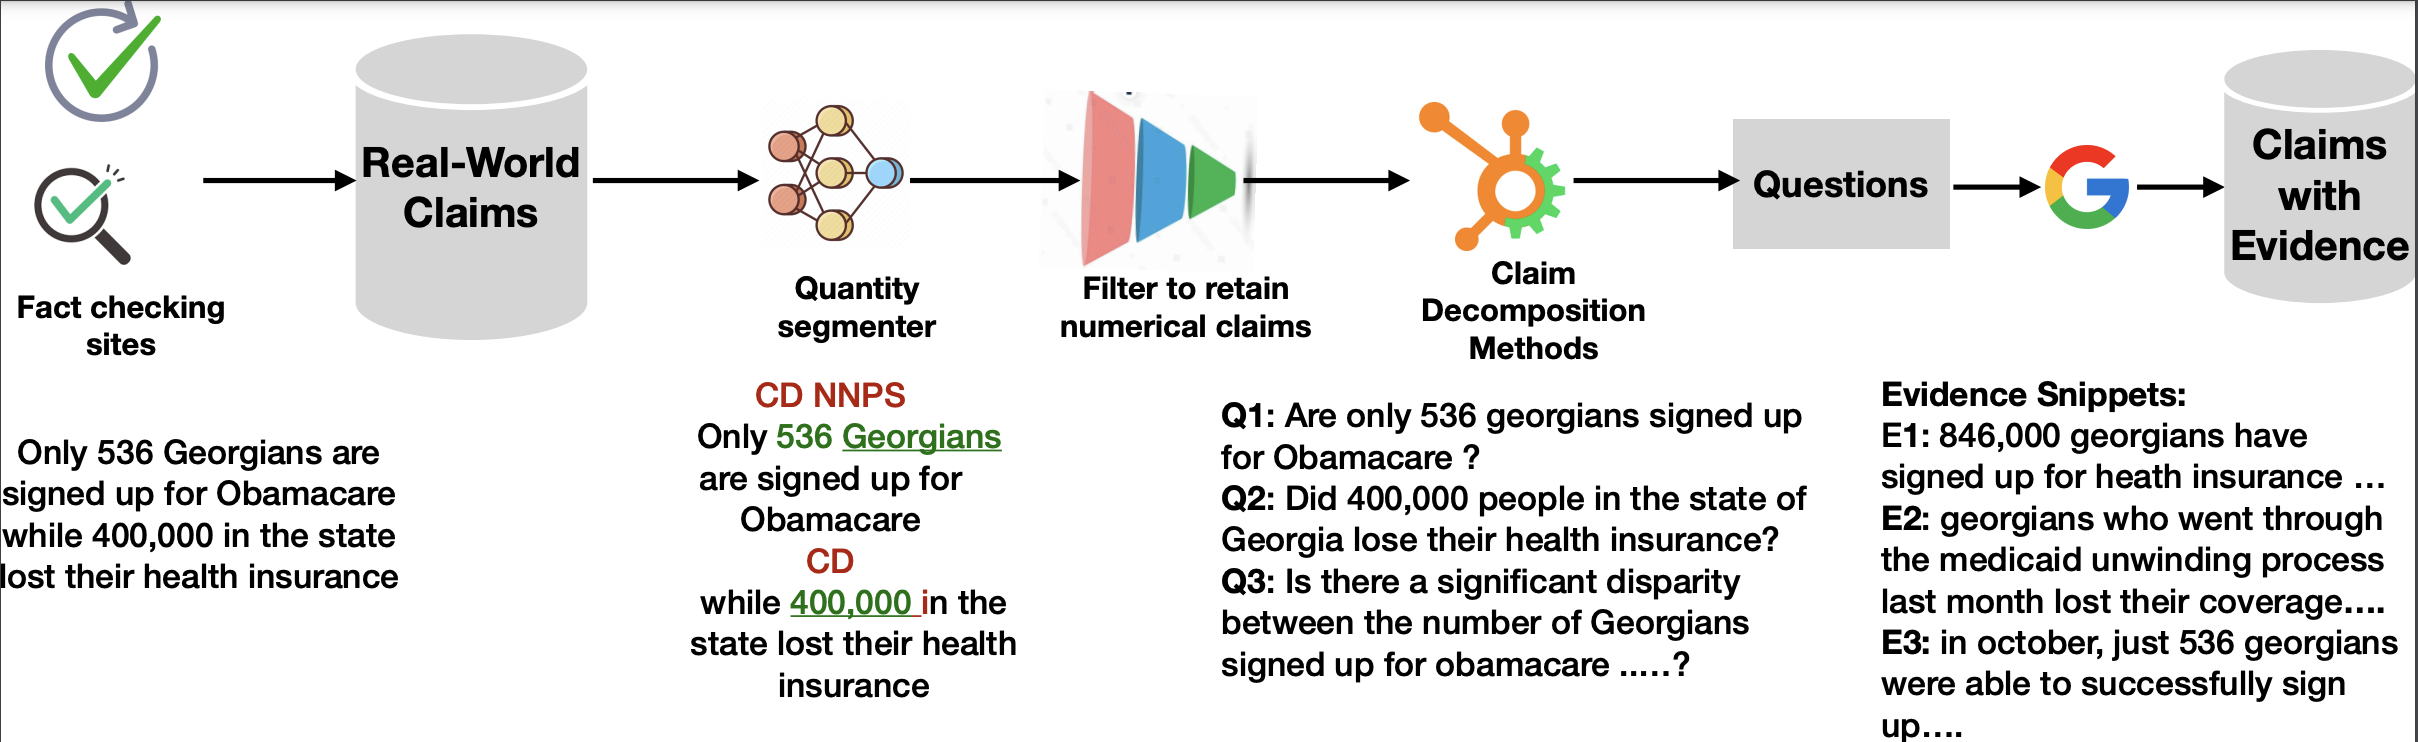 Fact checking
sites
Real-World
Claims
Quantity
segmenter
Filter to retain
numerical claims
Claim
Decomposition
Methods
Questions
Claims
with
Evidence
Only 536 Georgians are
signed up for Obamacare
while 400,000 in the state
lost their health insurance
CD NNPS
Only 536 Georgians
are signed up for
Obamacare
CD
while 400,000 in the
state lost their health
insurance
Q1: Are only 536 georgians signed up
for Obamacare ?
Q2: Did 400,000 people in the state of
Georgia lose their health insurance?
Q3: Is there a significant disparity
between the number of Georgians
signed up for obamacare .....?
Evidence Snippets:
E1: 846,000 georgians have
signed up for heath insurance …
E2: georgians who went through
the medicaid unwinding process
last month lost their coverage….
E3: in october, just 536 georgians
were able to successfully sign
up….